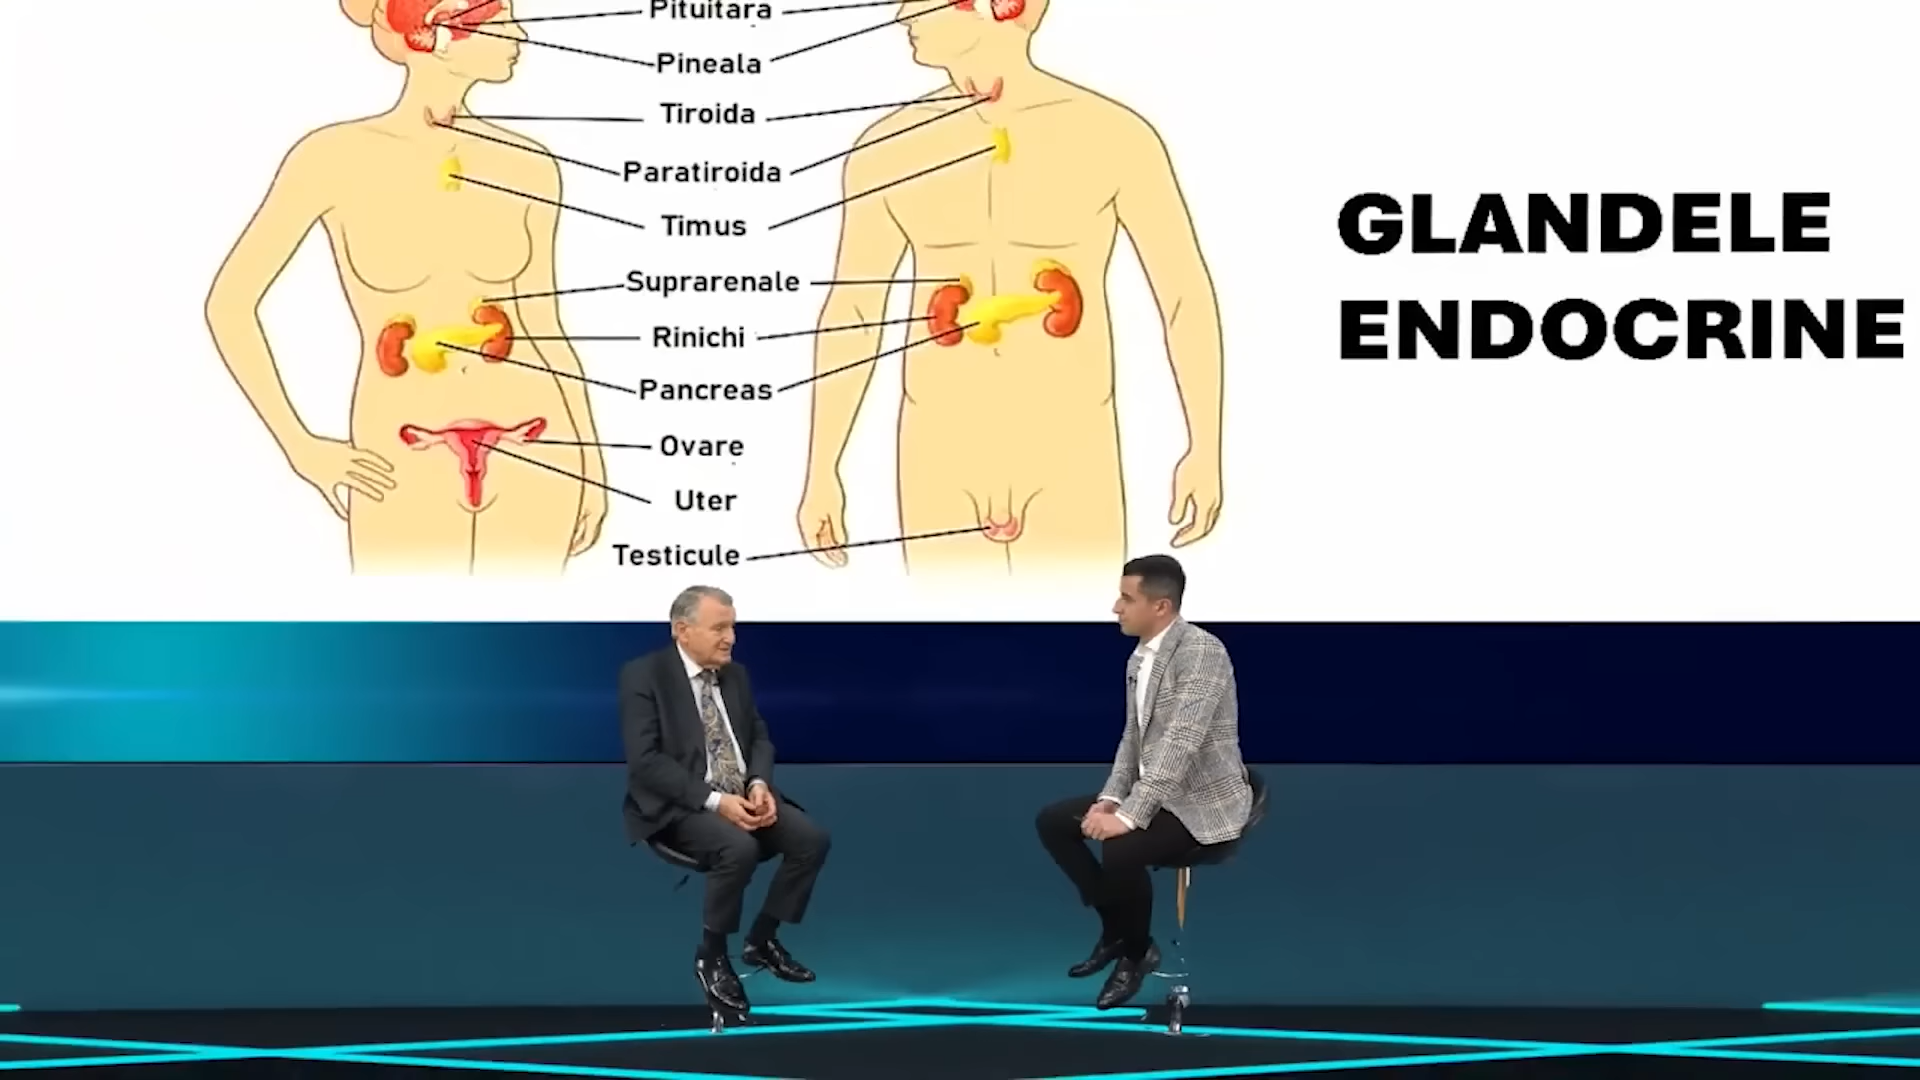 Pituitara
Pineala
Tiroida
Paratiroida
Timus
Suprarenale
Rinichi
Pancreas
Ovare
Uter
Testicule
GLANDELE
ENDOCRINE